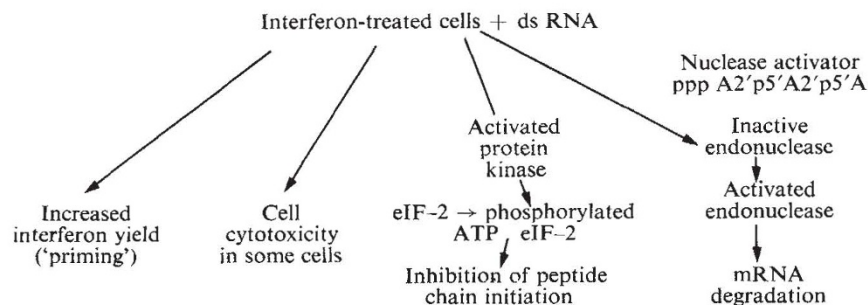 Interferon-treated cells + ds RNA
Nuclease activator
ppp A2′p5′A2′p5′A
Activated
protein
kinase
Inactive
endonuclease
Increased
interferon yield
(‘priming’)
Cell
cytotoxicity
in some cells
eIF–2 → phosphorylated
ATP eIF–2
Inhibition of peptide
chain initiation
Activated
endonuclease
mRNA
degradation